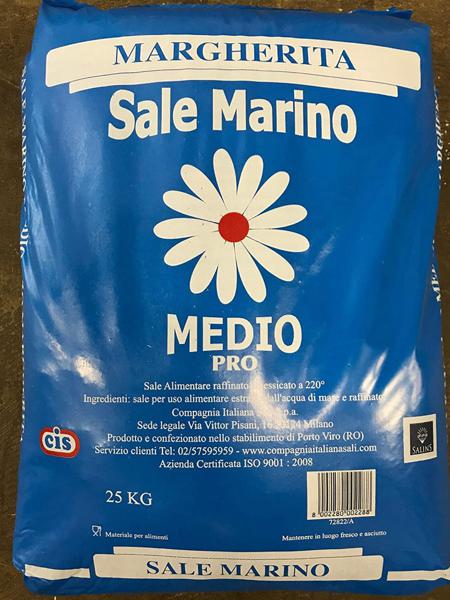 MARGHERITA
Sale Marino
MEDIO
PRO
Sale Alimentare raffinato essicato a 220°
Ingredienti: sale per uso alimentare estratto dall'acqua di mare e raffinato
Compagnia Italiana S.p.a.
Sede legale Via Vittor Pisani, 16 20124 Milano
Prodotto e confezionato nello stabilimento di Porto Viro (RO)
Servizio clienti Tel: 02/57595959 - www.compagniaitalianasali.com
Azienda Certificata ISO 9001 : 2008
cis
SALINS
25 KG
8 002280 002288
72822/A
Materiale per alimenti
Mantenere in luogo fresco e asciutto
SALE MARINO